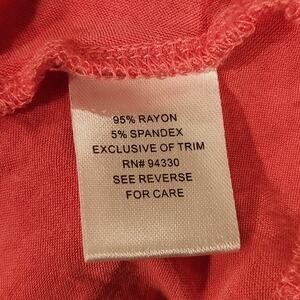 95% RAYON
5% SPANDEX
EXCLUSIVE OF TRIM
RN# 94330
SEE REVERSE
FOR CARE